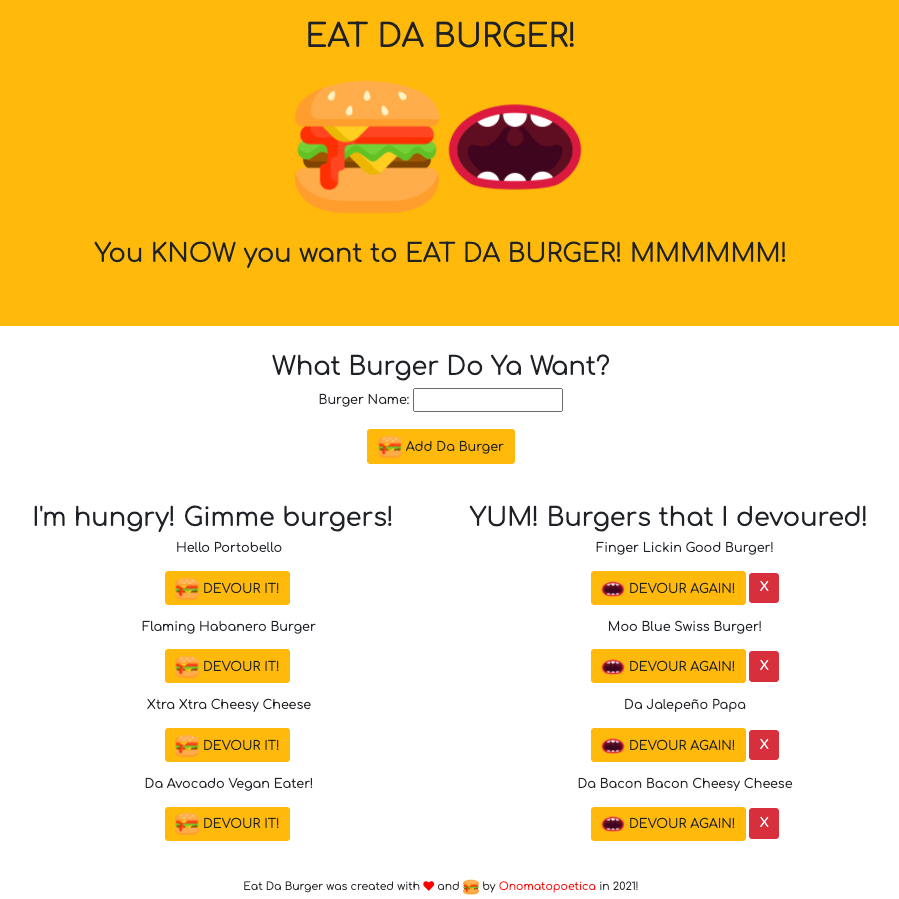 EAT DA BURGER!
You KNOW you want to EAT DA BURGER! MMMMMM!
What Burger Do Ya Want?
Burger Name:
Add Da Burger
I'm hungry! Gimme burgers!
Hello Portobello
DEVOUR IT!
Flaming Habanero Burger
DEVOUR IT!
Xtra Xtra Cheesy Cheese
DEVOUR IT!
Da Avocado Vegan Eater!
DEVOUR IT!
YUM! Burgers that I devoured!
Finger Lickin Good Burger!
DEVOUR AGAIN! X
Moo Blue Swiss Burger!
DEVOUR AGAIN! X
Da Jalepeño Papa
DEVOUR AGAIN! X
Da Bacon Bacon Cheesy Cheese
DEVOUR AGAIN! X
Eat Da Burger was created with ❤ and 🍔 by Onomatopoetica in 2021!